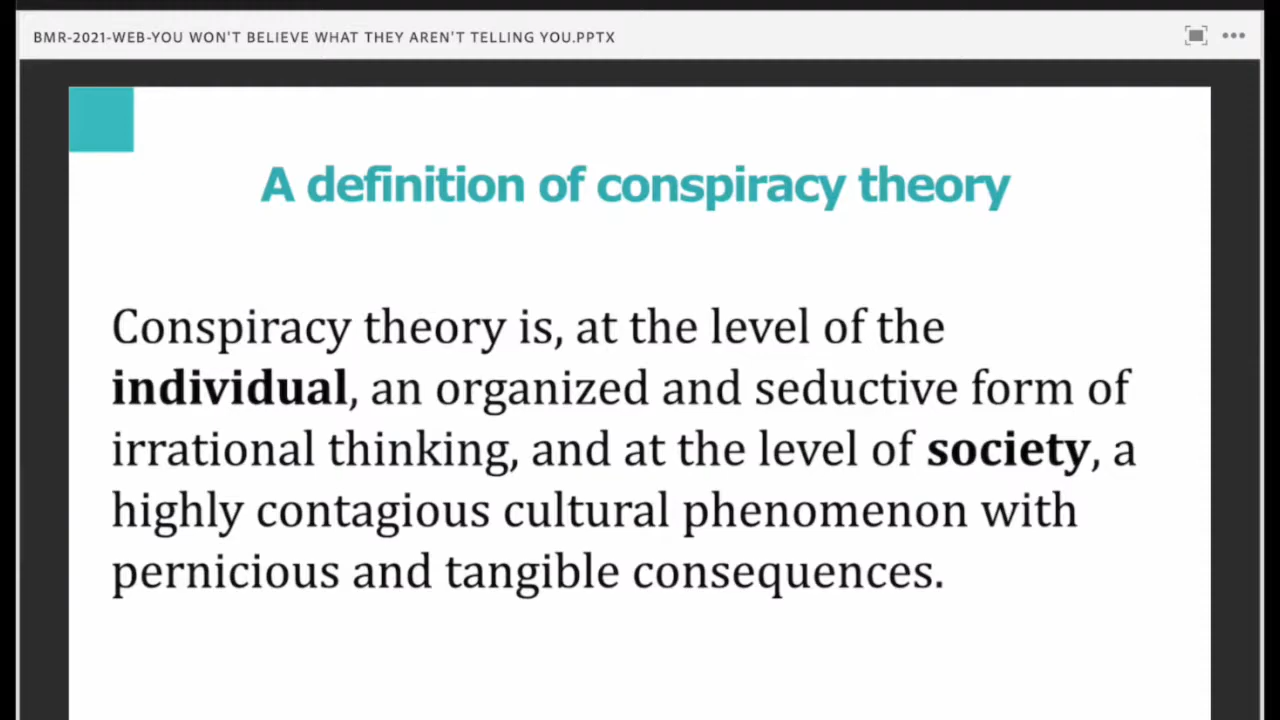 BMR-2021-WEB-YOU WON'T BELIEVE WHAT THEY AREN'T TELLING YOU.PPTX
A definition of conspiracy theory
Conspiracy theory is, at the level of the
individual, an organized and seductive form of
irrational thinking, and at the level of society, a
highly contagious cultural phenomenon with
pernicious and tangible consequences.